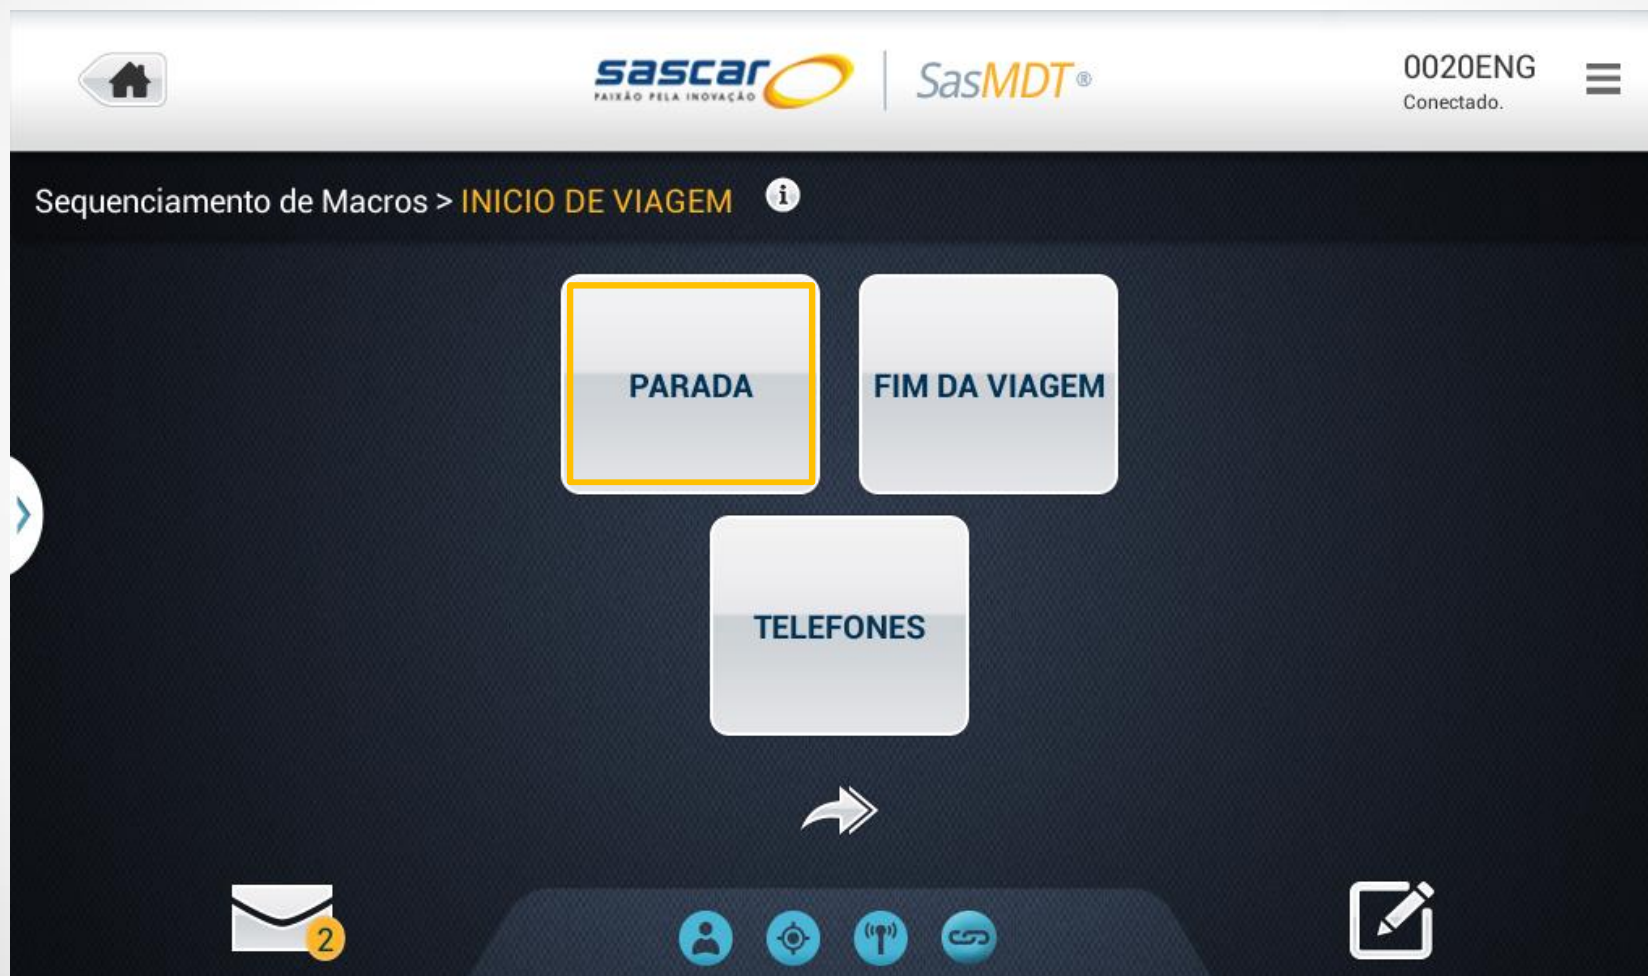 sascar
PAIXÃO PELA INOVAÇÃO
SasMDT®
0020ENG
Conectado.
Sequenciamento de Macros > INICIO DE VIAGEM i
PARADA
FIM DA VIAGEM
TELEFONES
2